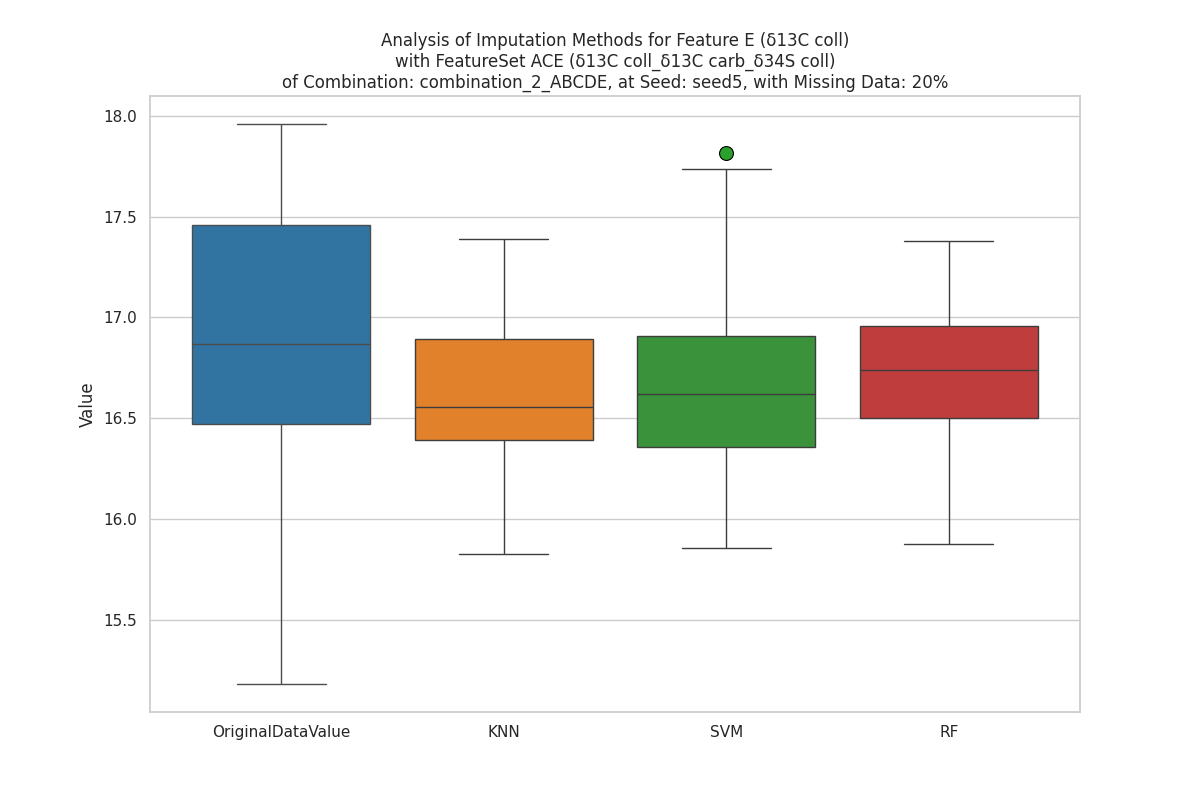 Analysis of Imputation Methods for Feature E (δ13C coll)
with FeatureSet ACE (δ13C coll_δ13C carb_δ34S coll)
of Combination: combination_2_ABCDE, at Seed: seed5, with Missing Data: 20%
18.0
17.5
17.0
16.5
16.0
15.5
Value
OriginalDataValue
KNN
SVM
RF